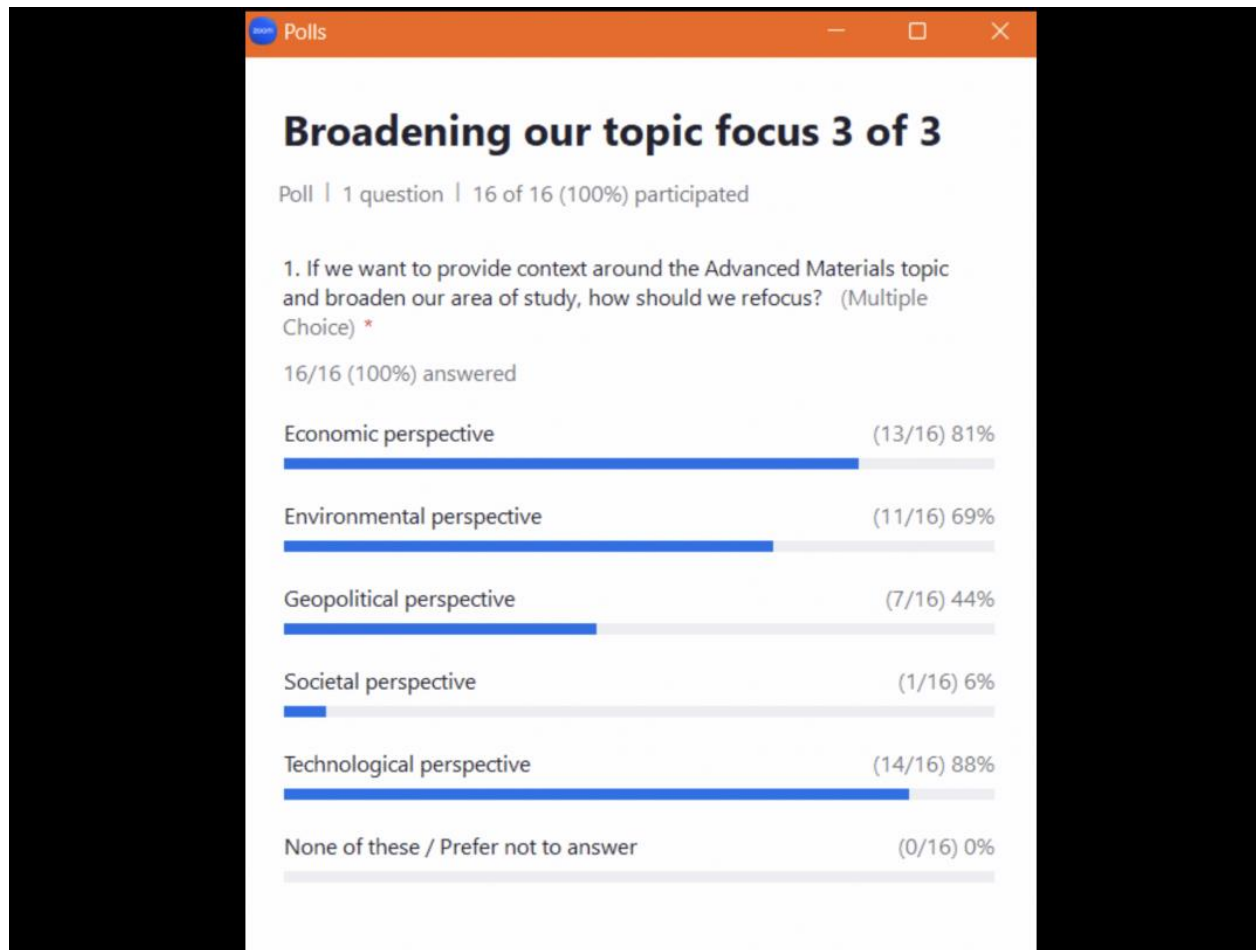 zoom Polls
Broadening our topic focus 3 of 3
Poll | 1 question | 16 of 16 (100%) participated
1. If we want to provide context around the Advanced Materials topic
and broaden our area of study, how should we refocus? (Multiple
Choice) *
16/16 (100%) answered
Economic perspective (13/16) 81%
Environmental perspective (11/16) 69%
Geopolitical perspective (7/16) 44%
Societal perspective (1/16) 6%
Technological perspective (14/16) 88%
None of these / Prefer not to answer (0/16) 0%